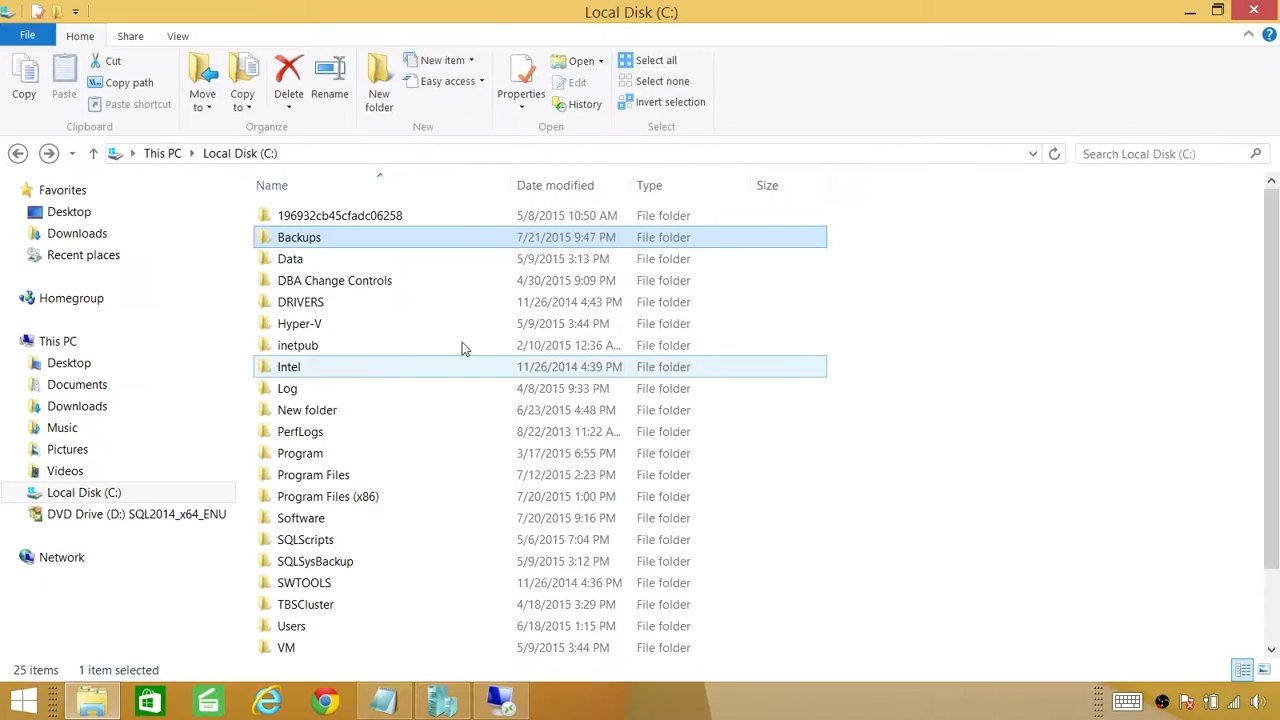 Local Disk (C:)
File Home Share View
Cut
Copy path
Paste shortcut
Copy
Paste
Clipboard
Move to
Copy to
Delete
Rename
Organize
New folder
New item
Easy access
New
Properties
Open
Edit
History
Open
Select all
Select none
Invert selection
Select
This PC Local Disk (C:)
Search Local Disk (C:)
Favorites
Desktop
Downloads
Recent places
Homegroup
This PC
Desktop
Documents
Downloads
Music
Pictures
Videos
Local Disk (C:)
DVD Drive (D:) SQL2014_x64_ENU
Network
Name Date modified Type Size
196932cb45cfadc06258 5/8/2015 10:50 AM File folder
Backups 7/21/2015 9:47 PM File folder
Data 5/9/2015 3:13 PM File folder
DBA Change Controls 4/30/2015 9:09 PM File folder
DRIVERS 11/26/2014 4:43 PM File folder
Hyper-V 5/9/2015 3:44 PM File folder
inetpub 2/10/2015 12:36 A... File folder
Intel 11/26/2014 4:39 PM File folder
Log 4/8/2015 9:33 PM File folder
New folder 6/23/2015 4:48 PM File folder
PerfLogs 8/22/2013 11:22 A... File folder
Program 3/17/2015 6:55 PM File folder
Program Files 7/12/2015 2:23 PM File folder
Program Files (x86) 7/20/2015 1:00 PM File folder
Software 7/20/2015 9:16 PM File folder
SQLScripts 5/6/2015 7:04 PM File folder
SQLSysBackup 5/9/2015 3:12 PM File folder
SWTOOLS 11/26/2014 4:36 PM File folder
TBSCluster 4/18/2015 3:29 PM File folder
Users 6/18/2015 1:15 PM File folder
VM 5/9/2015 3:44 PM File folder
25 items 1 item selected